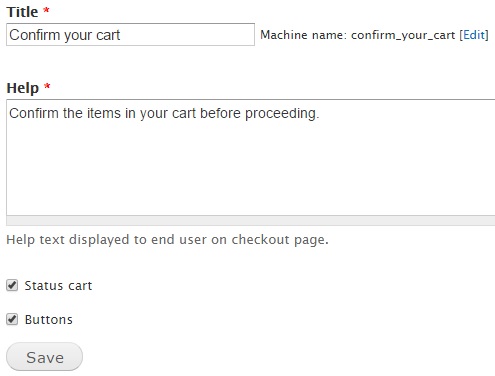 Title *
Confirm your cart
Machine name: confirm_your_cart [Edit]
Help *
Confirm the items in your cart before proceeding.
Help text displayed to end user on checkout page.
Status cart
Buttons
Save